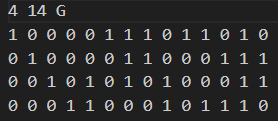 4 14 G
1 0 0 0 0 1 1 1 0 1 1 0 1 0
0 1 0 0 0 0 1 1 0 0 0 1 1 1
0 0 1 0 1 0 1 0 1 0 0 0 1 1
0 0 0 1 1 0 0 0 1 0 1 1 1 0